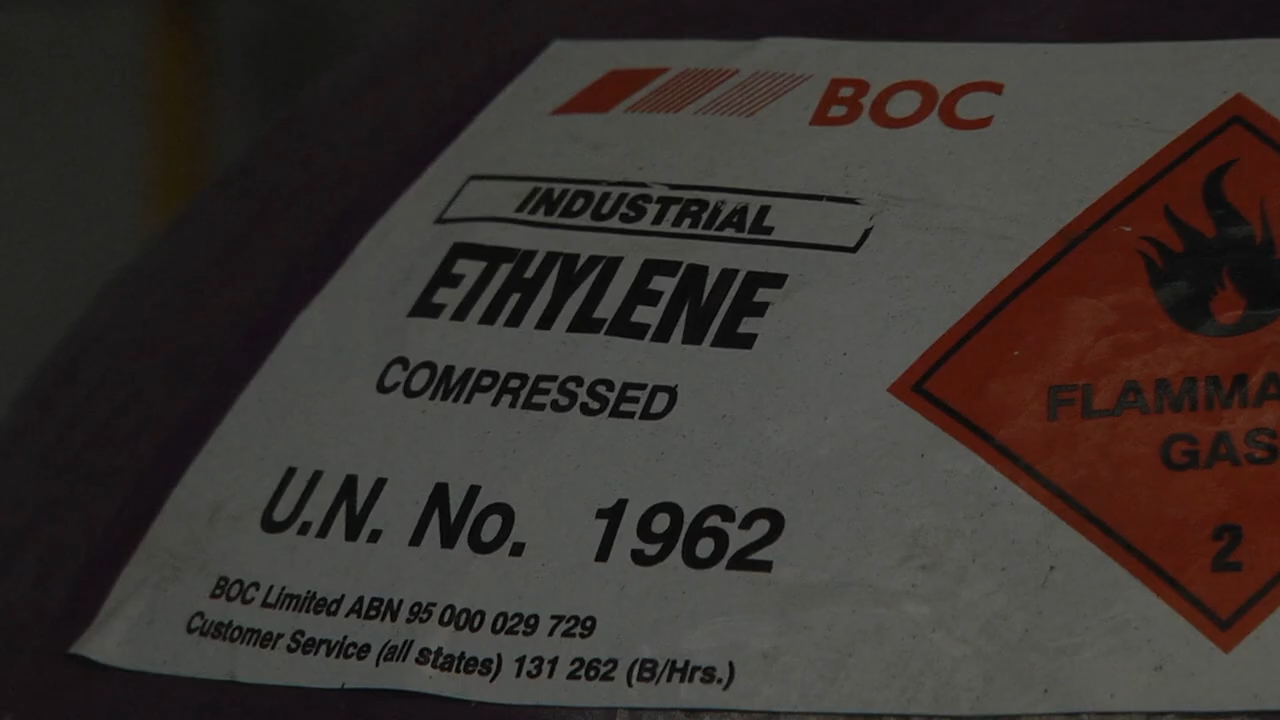 BOC
INDUSTRIAL
ETHYLENE
COMPRESSED
U.N. No. 1962
BOC Limited ABN 95 000 029 729
Customer Service (all states) 131 262 (B/Hrs.)
FLAMMA
GAS
2